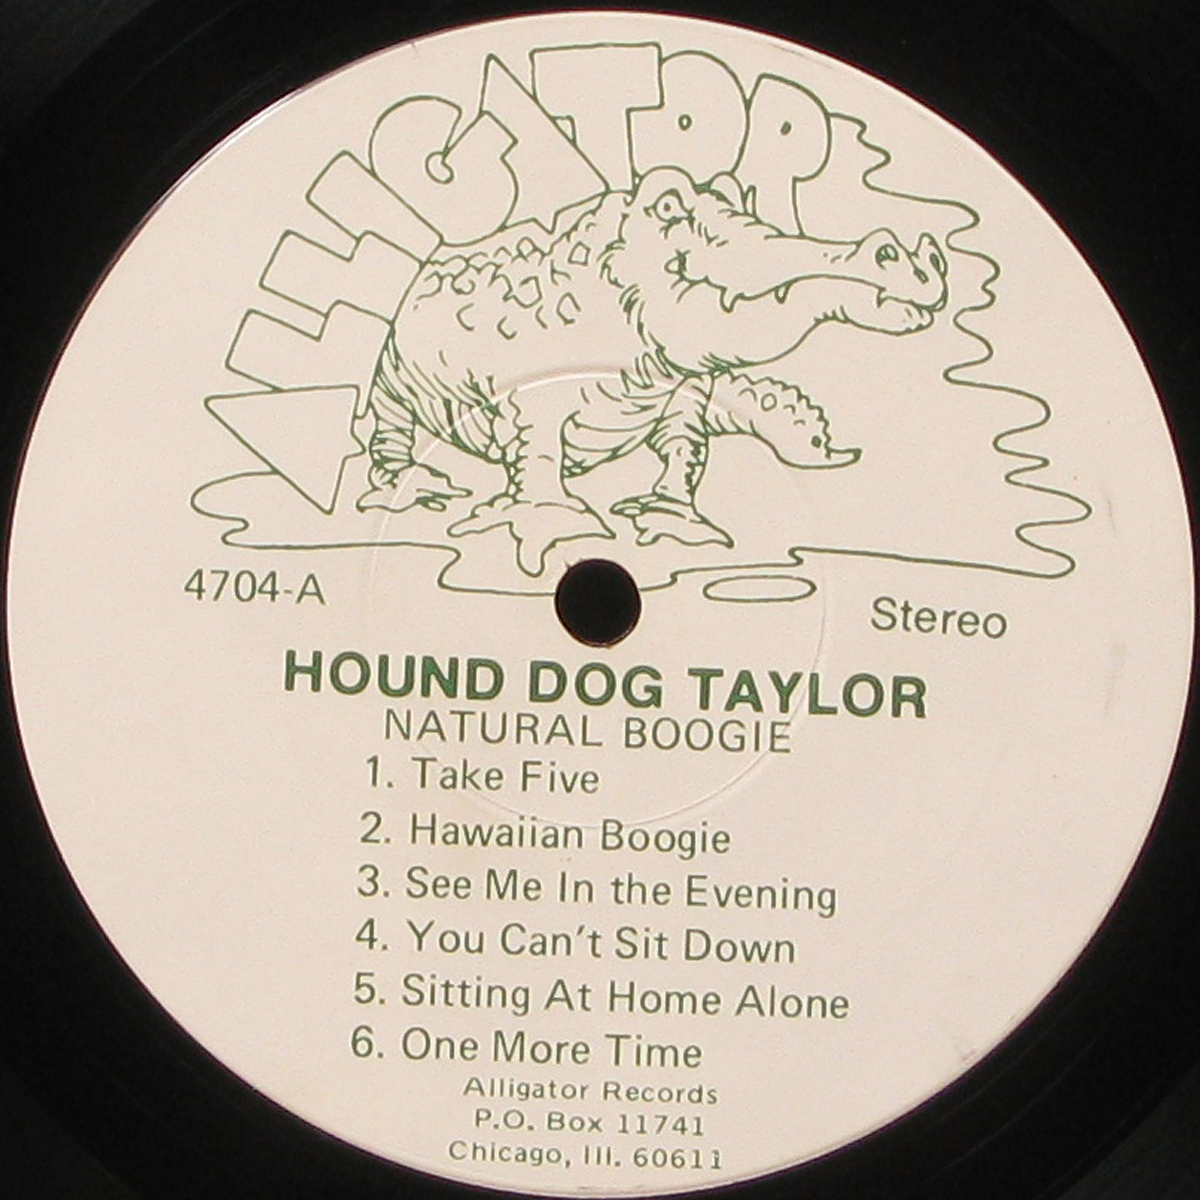 ALLIGATOR
4704-A
Stereo
HOUND DOG TAYLOR
NATURAL BOOGIE
1. Take Five
2. Hawaiian Boogie
3. See Me In the Evening
4. You Can't Sit Down
5. Sitting At Home Alone
6. One More Time
Alligator Records
P.O. Box 11741
Chicago, Ill. 60611